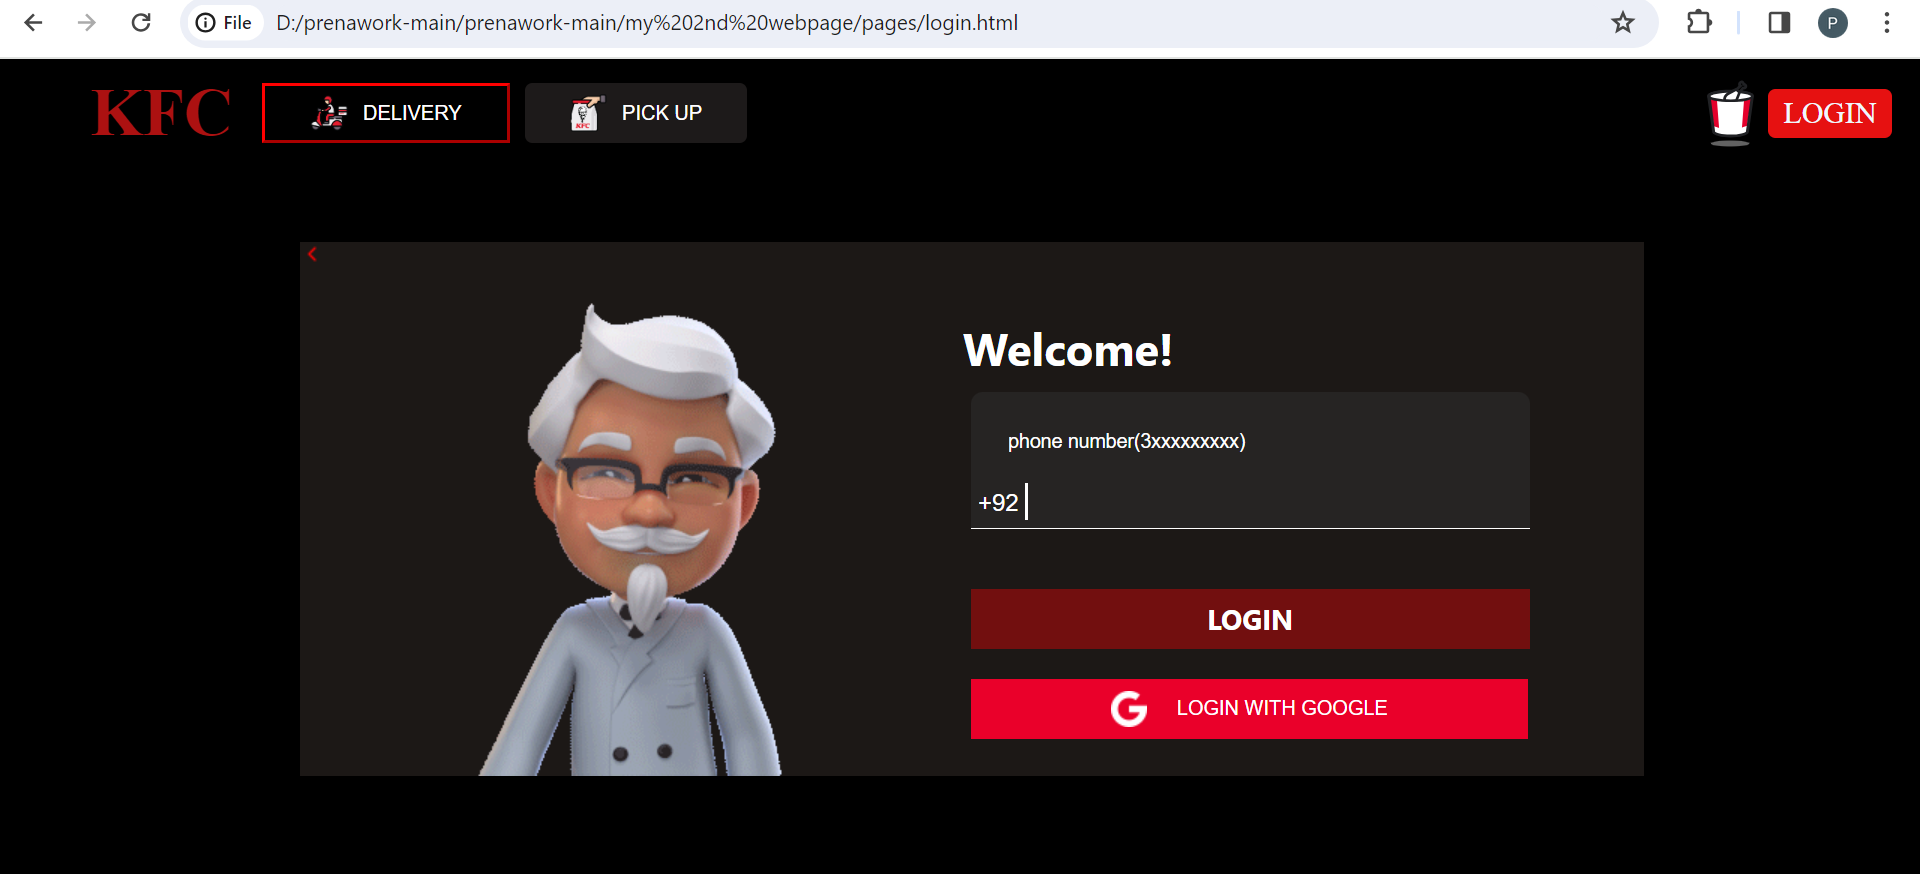 File D:/prenawork-main/prenawork-main/my%202nd%20webpage/pages/login.html P
KFC DELIVERY KFC PICK UP LOGIN
Welcome!
phone number(3xxxxxxxxx)
+92
LOGIN
G LOGIN WITH GOOGLE